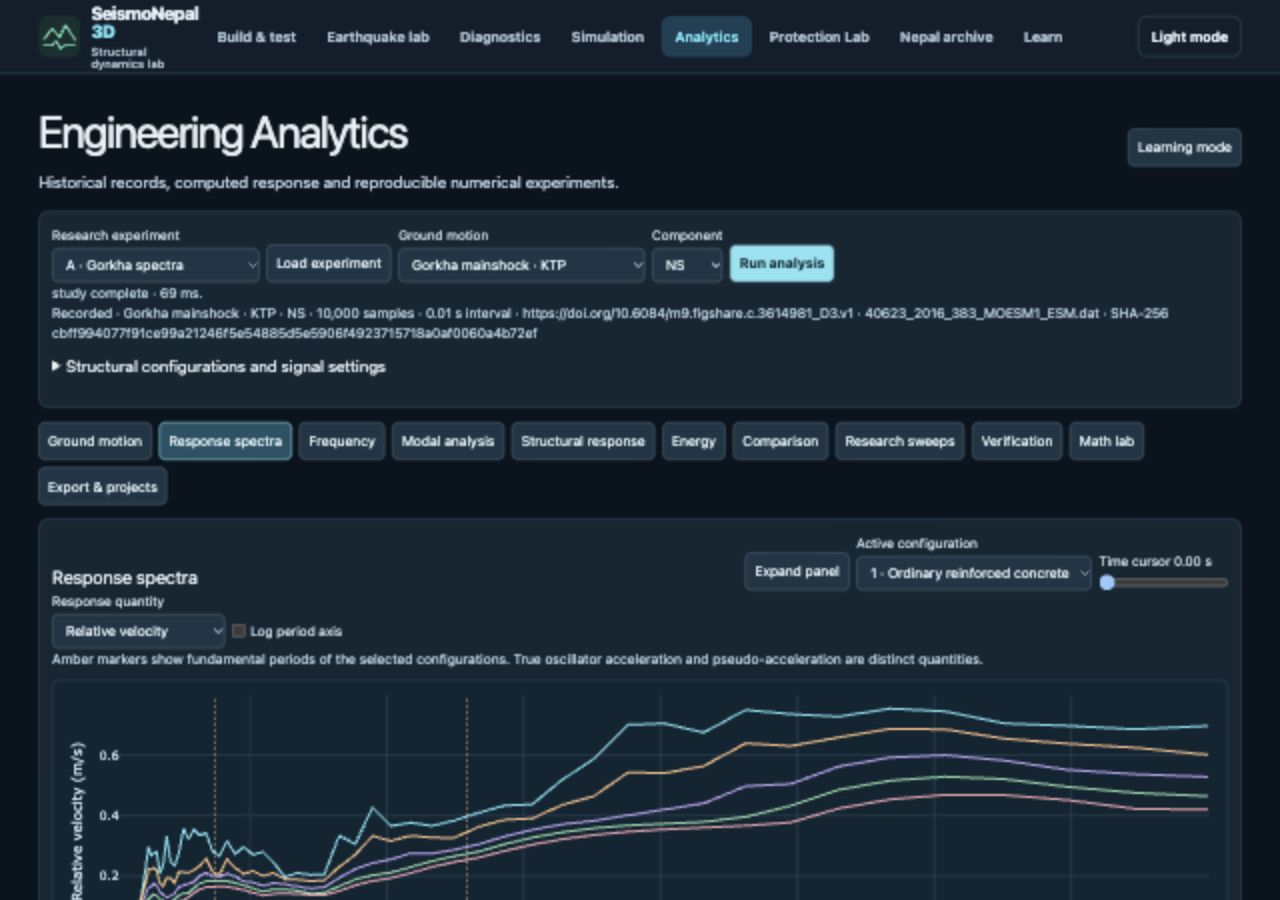 SeismoNepal
3D
Structural
dynamics lab
Build & test
Earthquake lab
Diagnostics
Simulation
Analytics
Protection Lab
Nepal archive
Learn
Light mode
Engineering Analytics
Learning mode
Historical records, computed response and reproducible numerical experiments.
Research experiment
Ground motion
Component
A · Gorkha spectra
Load experiment
Gorkha mainshock · KTP
NS
Run analysis
study complete · 69 ms.
Recorded · Gorkha mainshock · KTP · NS · 10,000 samples · 0.01 s interval · https://doi.org/10.6084/m9.figshare.c.3614981_D3.v1 · 40623_2016_383_MOESM1_ESM.dat · SHA-256
cbff994077f91ce99a21246f5e54885d5e5906f4923715718a0af0060a4b72ef
Structural configurations and signal settings
Ground motion
Response spectra
Frequency
Modal analysis
Structural response
Energy
Comparison
Research sweeps
Verification
Math lab
Export & projects
Active configuration
Response spectra
Expand panel
1 · Ordinary reinforced concrete
Time cursor 0.00 s
Response quantity
Relative velocity
Log period axis
Amber markers show fundamental periods of the selected configurations. True oscillator acceleration and pseudo-acceleration are distinct quantities.
Relative velocity (m/s)
0.6
0.4
0.2